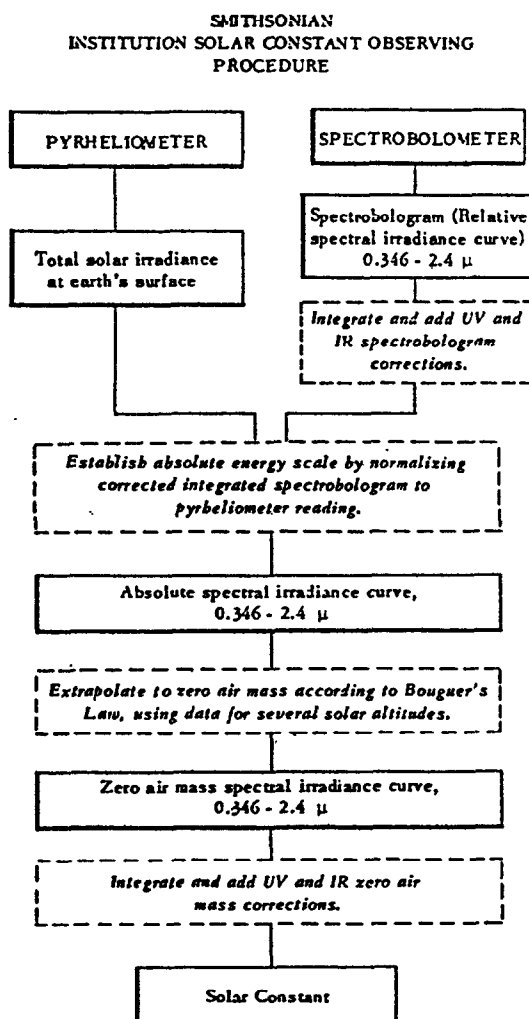 SMITHSONIAN
INSTITUTION SOLAR CONSTANT OBSERVING
PROCEDURE
PYRHELIOMETER
SPECTROBOLOMETER
Total solar irradiance
at earth's surface
Spectrobologram (Relative
spectral irradiance curve)
0.346 - 2.4 μ
Integrate and add UV and
IR spectrobologram
corrections.
Establish absolute energy scale by normalizing
corrected integrated spectrobologram to
pyrheliometer reading.
Absolute spectral irradiance curve,
0.346 - 2.4 μ
Extrapolate to zero air mass according to Bouguer's
Law, using data for several solar altitudes.
Zero air mass spectral irradiance curve,
0.346 - 2.4 μ
Integrate and add UV and IR zero air
mass corrections.
Solar Constant